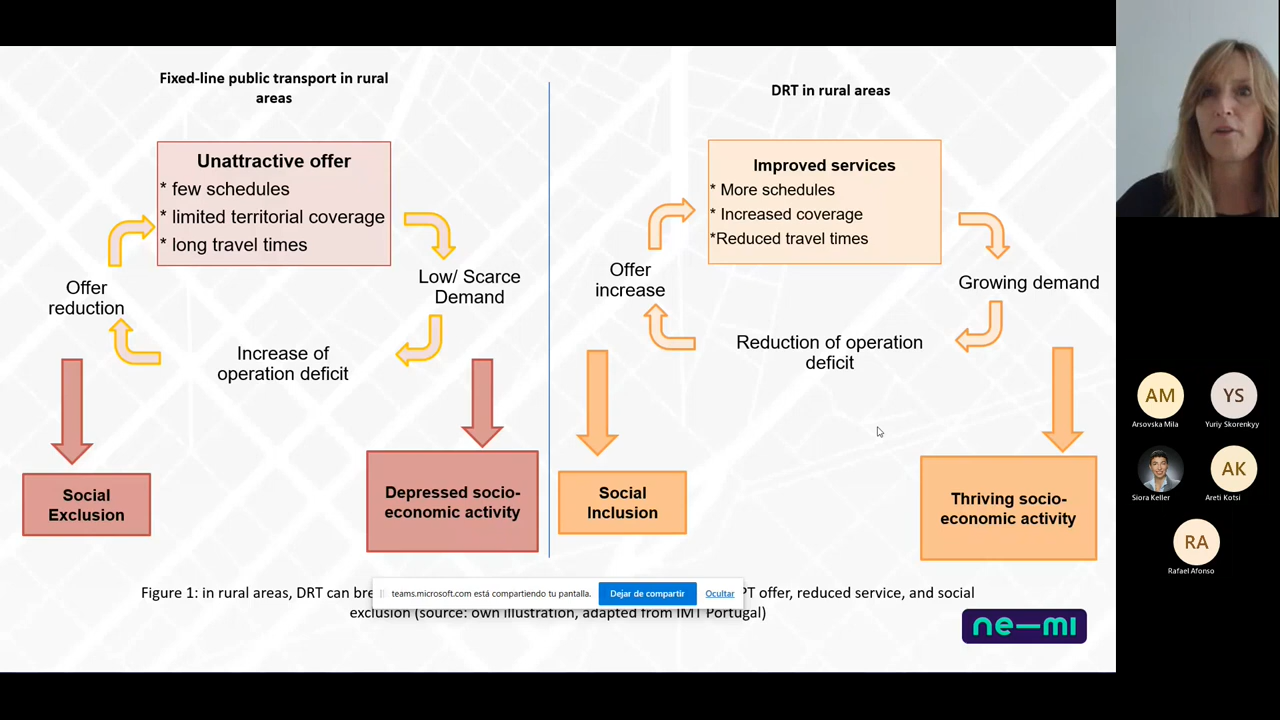 Fixed-line public transport in rural
areas
Unattractive offer
* few schedules
* limited territorial coverage
* long travel times
Low/ Scarce
Demand
Increase of
operation deficit
Offer
reduction
Social
Exclusion
Depressed socio-
economic activity
DRT in rural areas
Improved services
* More schedules
* Increased coverage
*Reduced travel times
Growing demand
Reduction of operation
deficit
Offer
increase
Social
Inclusion
Thriving socio-
economic activity
Figure 1: in rural areas, DRT can bre
PT offer, reduced service, and social
exclusion (source: own illustration, adapted from IMT Portugal)
teams.microsoft.com está compartiendo tu pantalla.
Dejar de compartir
Ocultar
ne—mi
AM
Arsovska Mila
YS
Yuriy Skorenkyy
Siora Keller
AK
Areti Kotsi
RA
Rafael Afonso